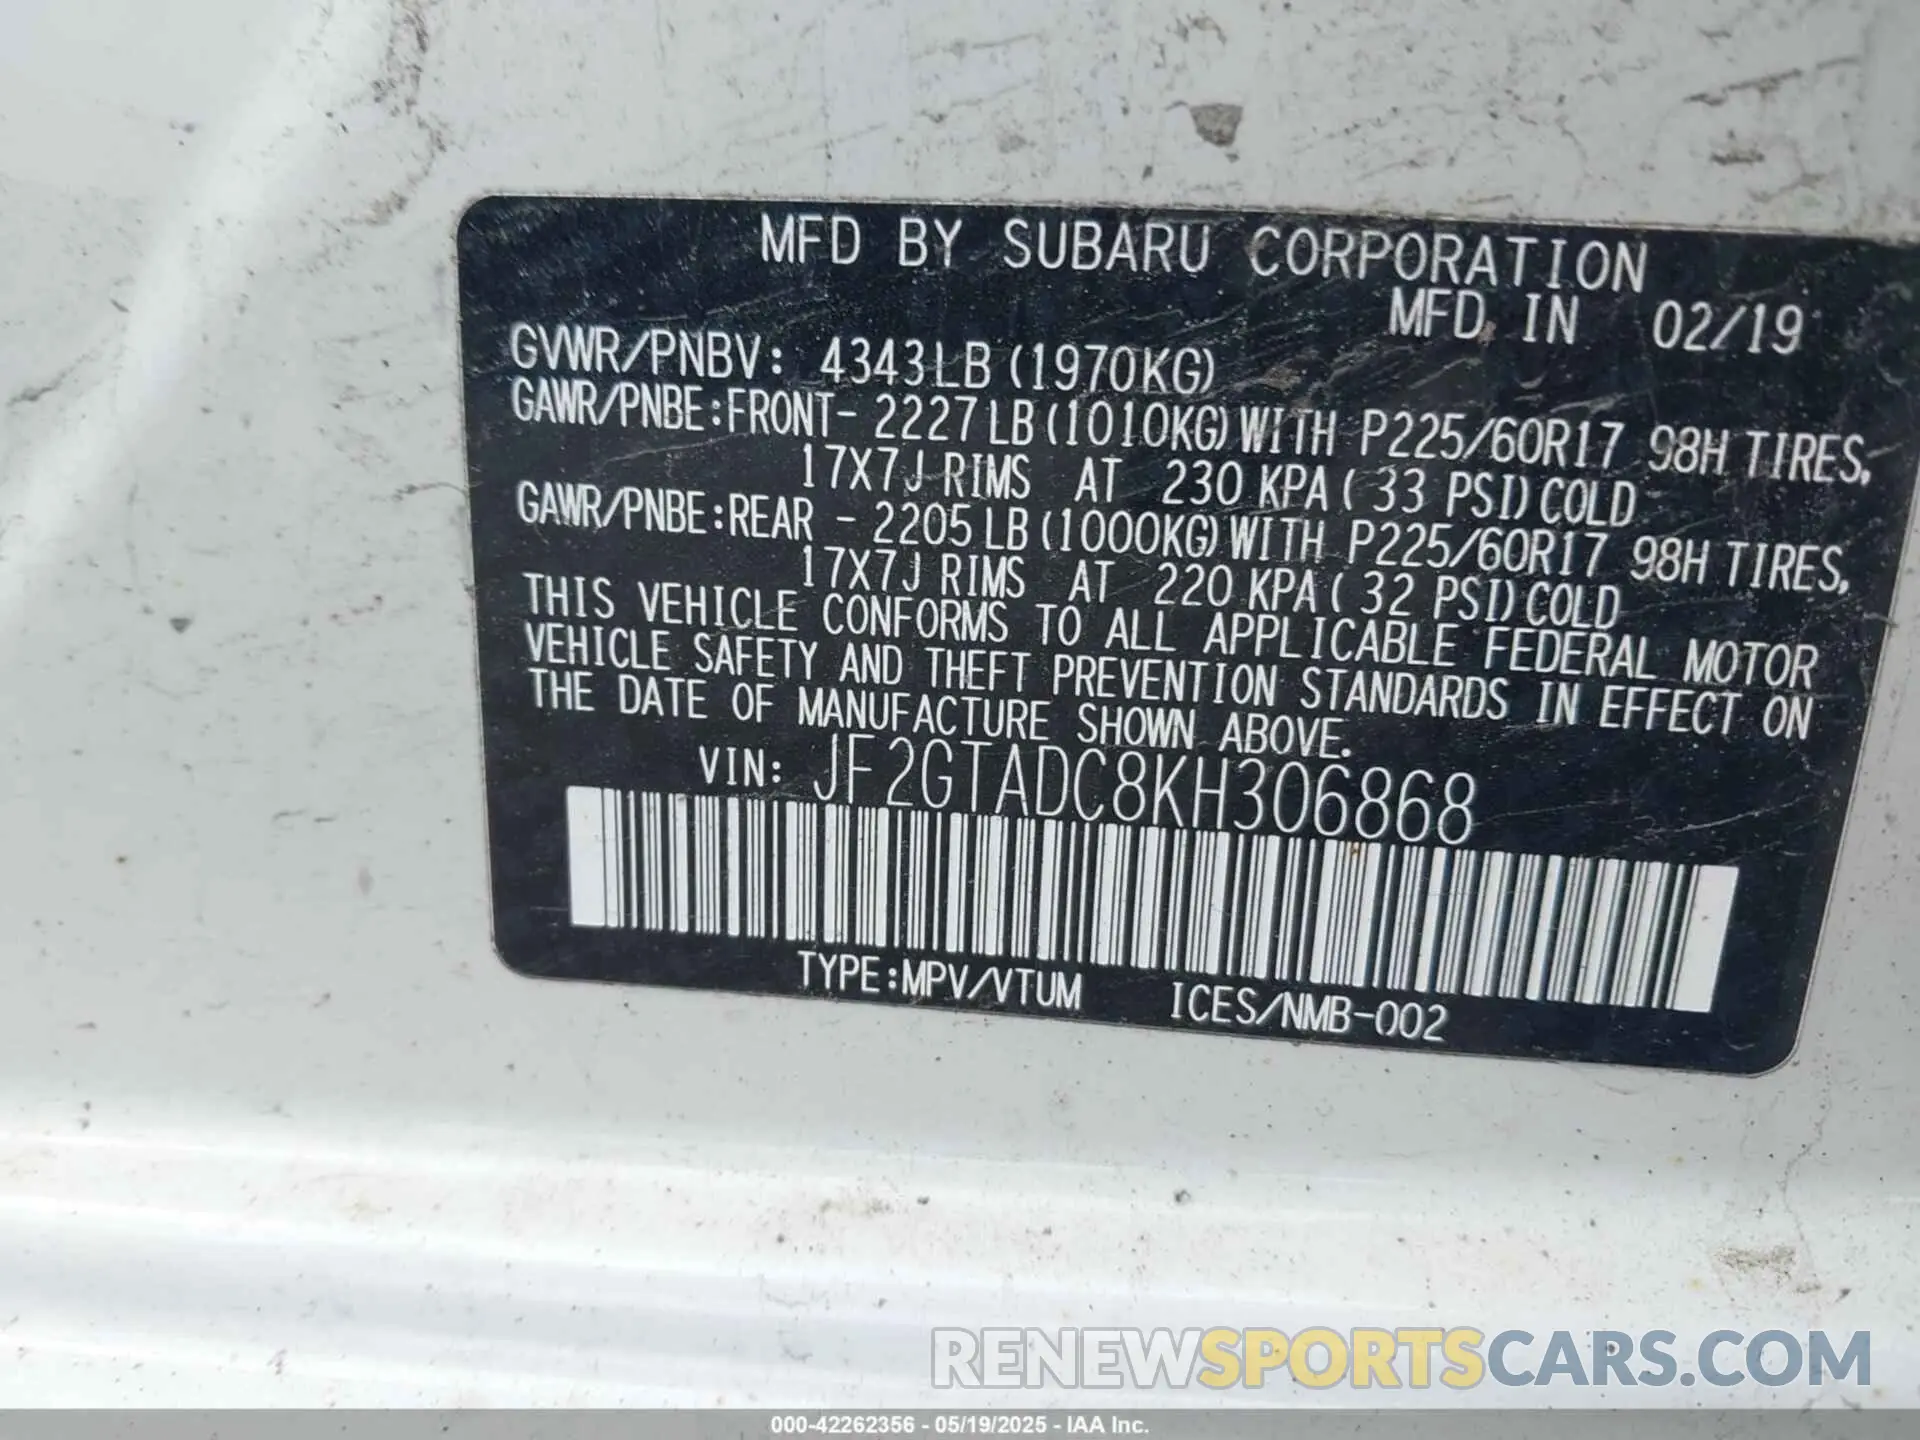 MFD BY SUBARU CORPORATION
MFD IN 02/19
GVWR/PNBV: 4343LB (1970KG)
GAWR/PNBE:FRONT- 2227LB (1010KG) WITH P225/60R17 98H TIRES,
17X7J RIMS AT 230 KPA ( 33 PSI) COLD
GAWR/PNBE:REAR - 2205LB (1000KG) WITH P225/60R17 98H TIRES,
17X7J RIMS AT 220 KPA ( 32 PSI) COLD
THIS VEHICLE CONFORMS TO ALL APPLICABLE FEDERAL MOTOR
VEHICLE SAFETY AND THEFT PREVENTION STANDARDS IN EFFECT ON
THE DATE OF MANUFACTURE SHOWN ABOVE.
VIN: JF2GTADC8KH306868
TYPE:MPV/VTUM ICES/NMB-002
RENEWSPORTSCARS.COM
000-42262356 - 05/19/2025 - IAA Inc.